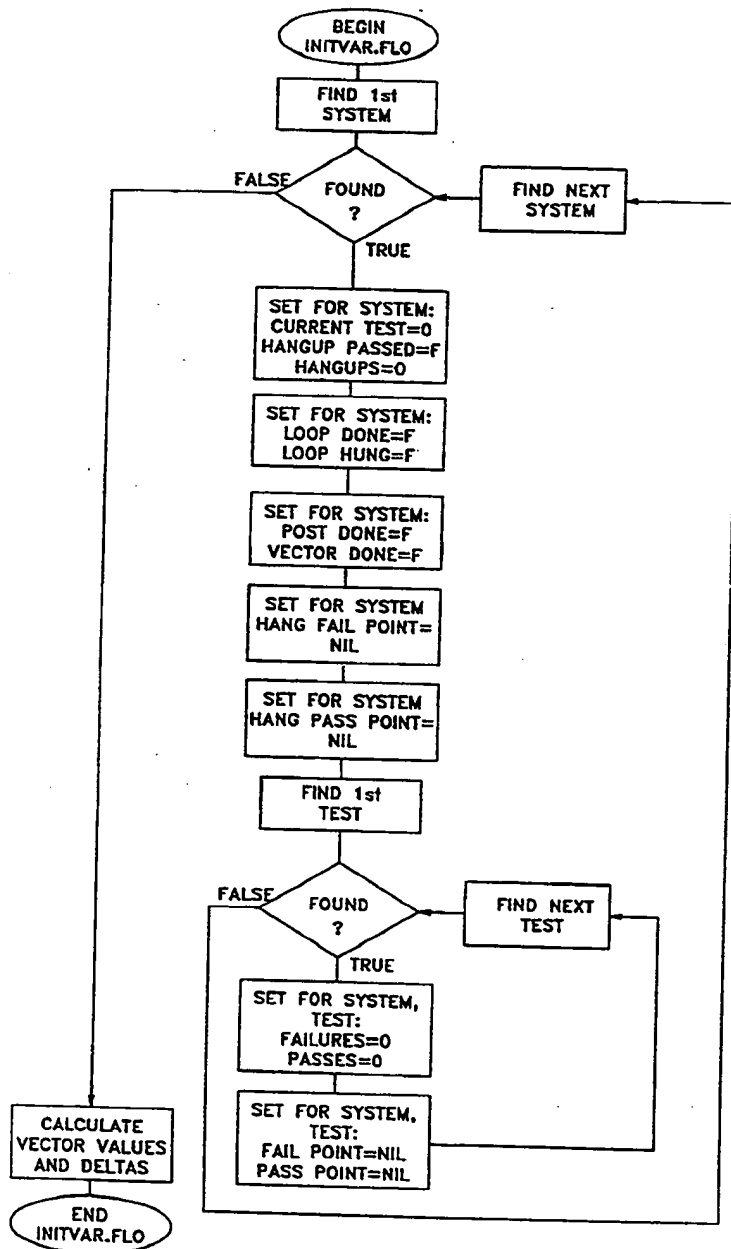 BEGIN
INITVAR.FLO
FIND 1st
SYSTEM
FALSE
FOUND
?
FIND NEXT
SYSTEM
TRUE
SET FOR SYSTEM:
CURRENT TEST=0
HANGUP PASSED=F
HANGUPS=0
SET FOR SYSTEM:
LOOP DONE=F
LOOP HUNG=F
SET FOR SYSTEM:
POST DONE=F
VECTOR DONE=F
SET FOR SYSTEM
HANG FAIL POINT=
NIL
SET FOR SYSTEM
HANG PASS POINT=
NIL
FIND 1st
TEST
FALSE
FOUND
?
FIND NEXT
TEST
TRUE
SET FOR SYSTEM,
TEST:
FAILURES=0
PASSES=0
SET FOR SYSTEM,
TEST:
FAIL POINT=NIL
PASS POINT=NIL
CALCULATE
VECTOR VALUES
AND DELTAS
END
INITVAR.FLO